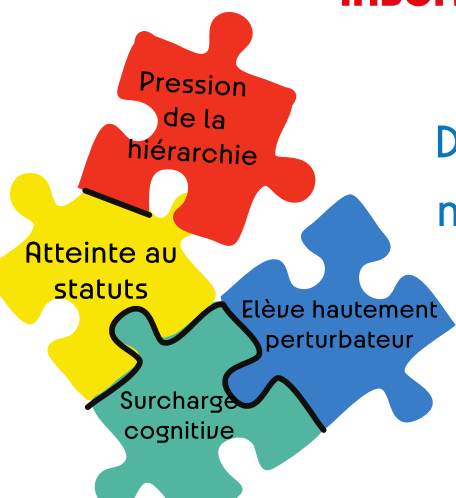 Pression
de la
hiérarchie
Atteinte au
statuts
Elève hautement
perturbateur
Surcharge
cognitive